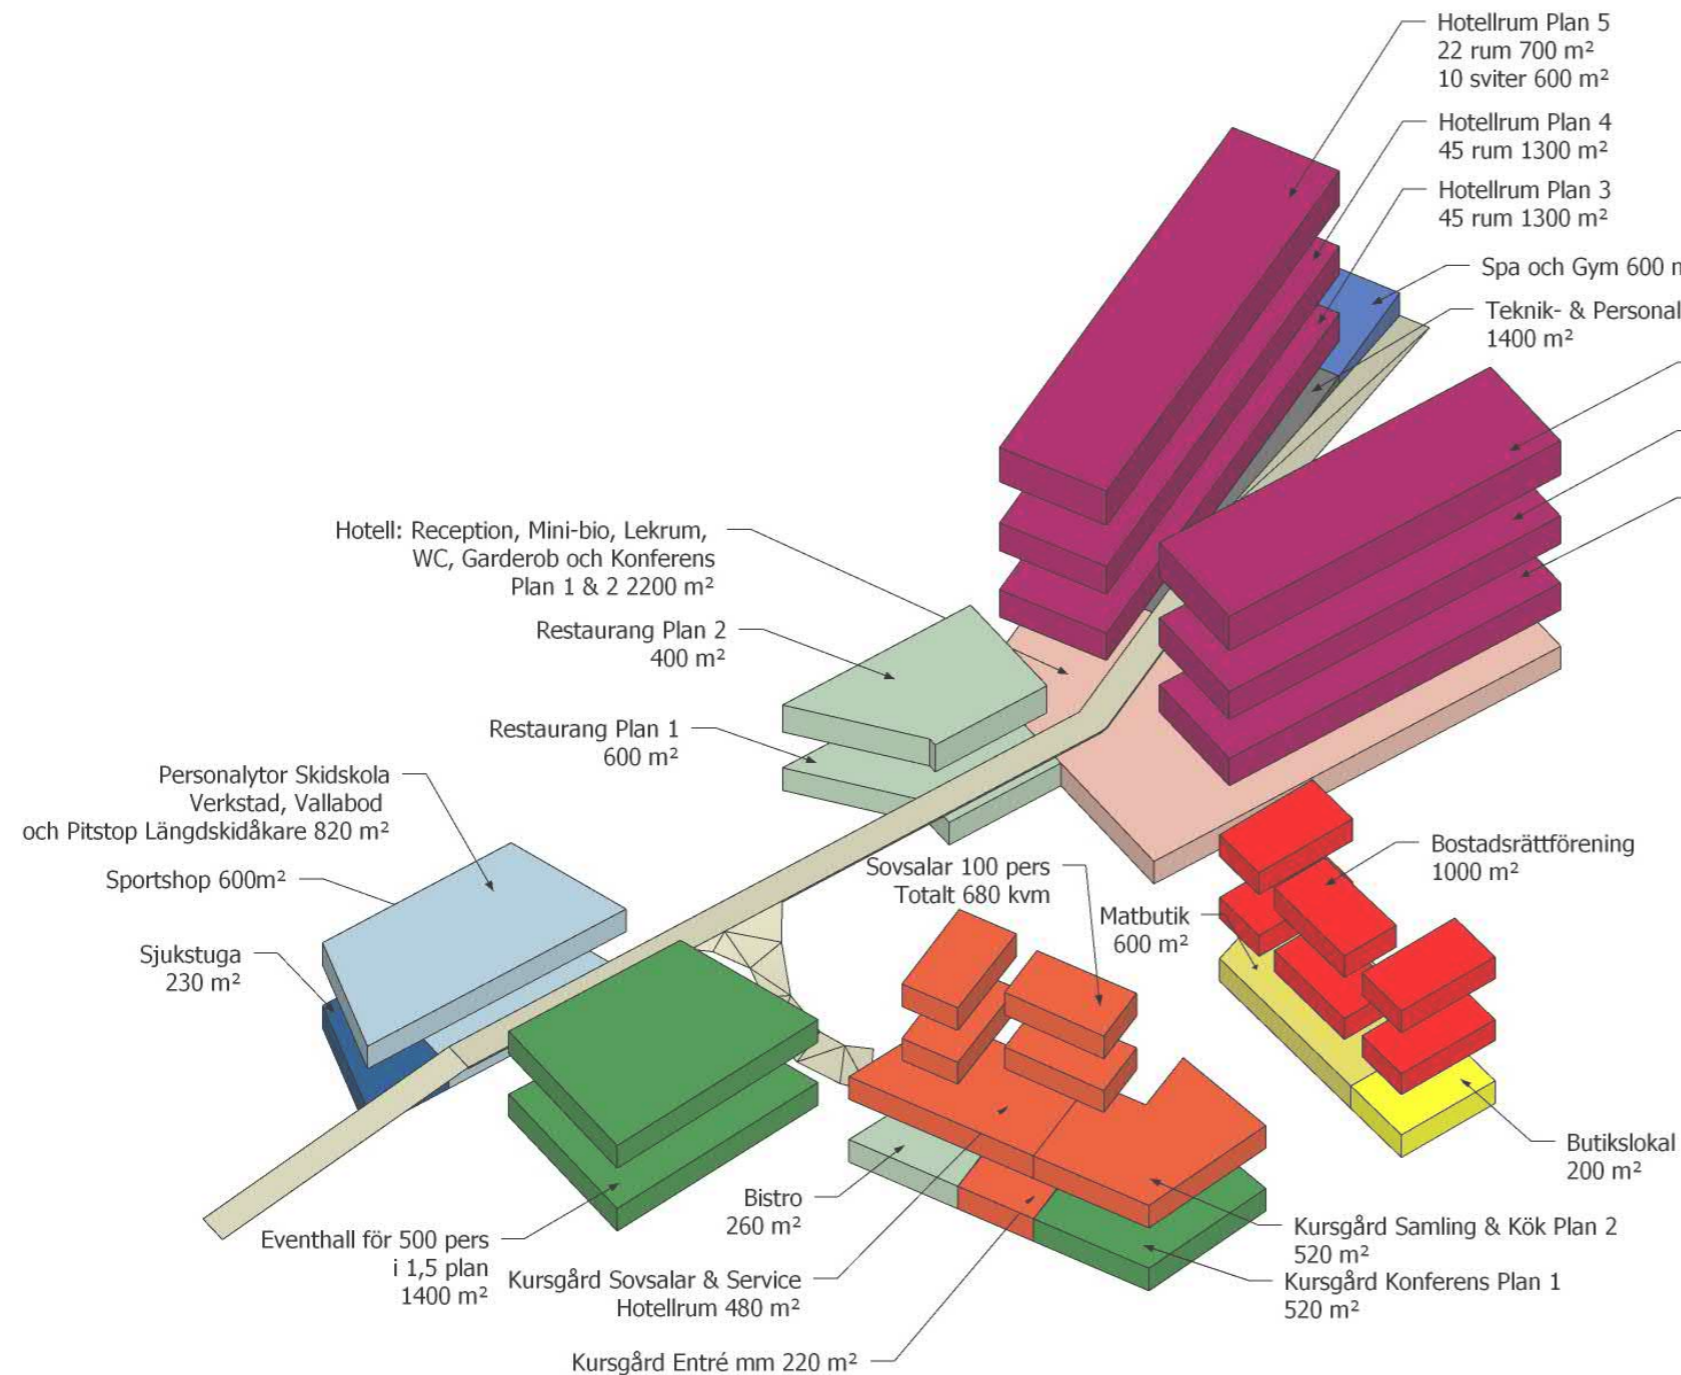 Hotellrum Plan 5
22 rum 700 m²
10 sviter 600 m²
Hotellrum Plan 4
45 rum 1300 m²
Hotellrum Plan 3
45 rum 1300 m²
Spa och Gym 600 m
Teknik- & Personal
1400 m²
Hotell: Reception, Mini-bio, Lekrum,
WC, Garderob och Konferens
Plan 1 & 2 2200 m²
Restaurang Plan 2
400 m²
Restaurang Plan 1
600 m²
Personalytor Skidskola
Verkstad, Vallabod
och Pitstop Längdskidåkare 820 m²
Sportshop 600m²
Sjukstuga
230 m²
Sovsalar 100 pers
Totalt 680 kvm
Matbutik
600 m²
Bostadsrättförening
1000 m²
Butikslokal
200 m²
Bistro
260 m²
Eventhall för 500 pers
i 1,5 plan
1400 m²
Kursgård Sovsalar & Service
Hotellrum 480 m²
Kursgård Samling & Kök Plan 2
520 m²
Kursgård Konferens Plan 1
520 m²
Kursgård Entré mm 220 m²